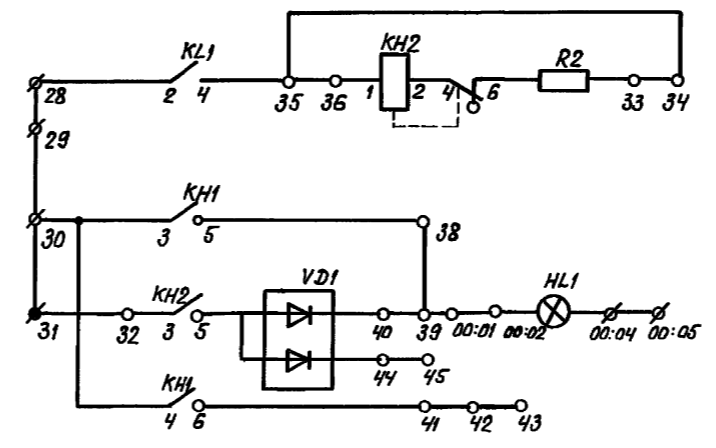 KL1 KH2 R2
28 2 4 35 36 1 2 4 6 33 34
29
KH1
30 3 5 38
VD1 HL1
KH2
31 32 3 5 40 39 00:01 00:02 00:04 00:05
44 45
KH1
4 6 41 42 43